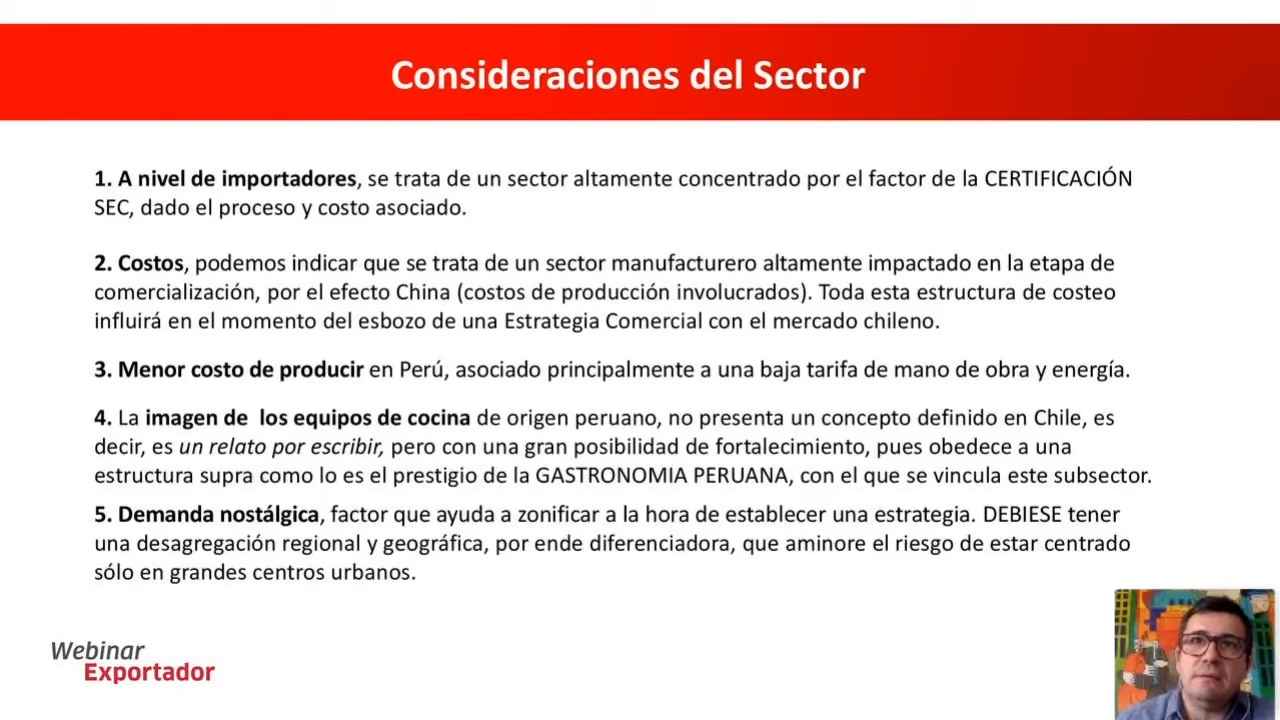 Consideraciones del Sector
1. A nivel de importadores, se trata de un sector altamente concentrado por el factor de la CERTIFICACIÓN
SEC, dado el proceso y costo asociado.
2. Costos, podemos indicar que se trata de un sector manufacturero altamente impactado en la etapa de
comercialización, por el efecto China (costos de producción involucrados). Toda esta estructura de costeo
influirá en el momento del esbozo de una Estrategia Comercial con el mercado chileno.
3. Menor costo de producir en Perú, asociado principalmente a una baja tarifa de mano de obra y energía.
4. La imagen de  los equipos de cocina de origen peruano, no presenta un concepto definido en Chile, es
decir, es un relato por escribir, pero con una gran posibilidad de fortalecimiento, pues obedece a una
estructura supra como lo es el prestigio de la GASTRONOMIA PERUANA, con el que se vincula este subsector.
5. Demanda nostálgica, factor que ayuda a zonificar a la hora de establecer una estrategia. DEBIESE tener
una desagregación regional y geográfica, por ende diferenciadora, que aminore el riesgo de estar centrado
sólo en grandes centros urbanos.
Webinar
Exportador